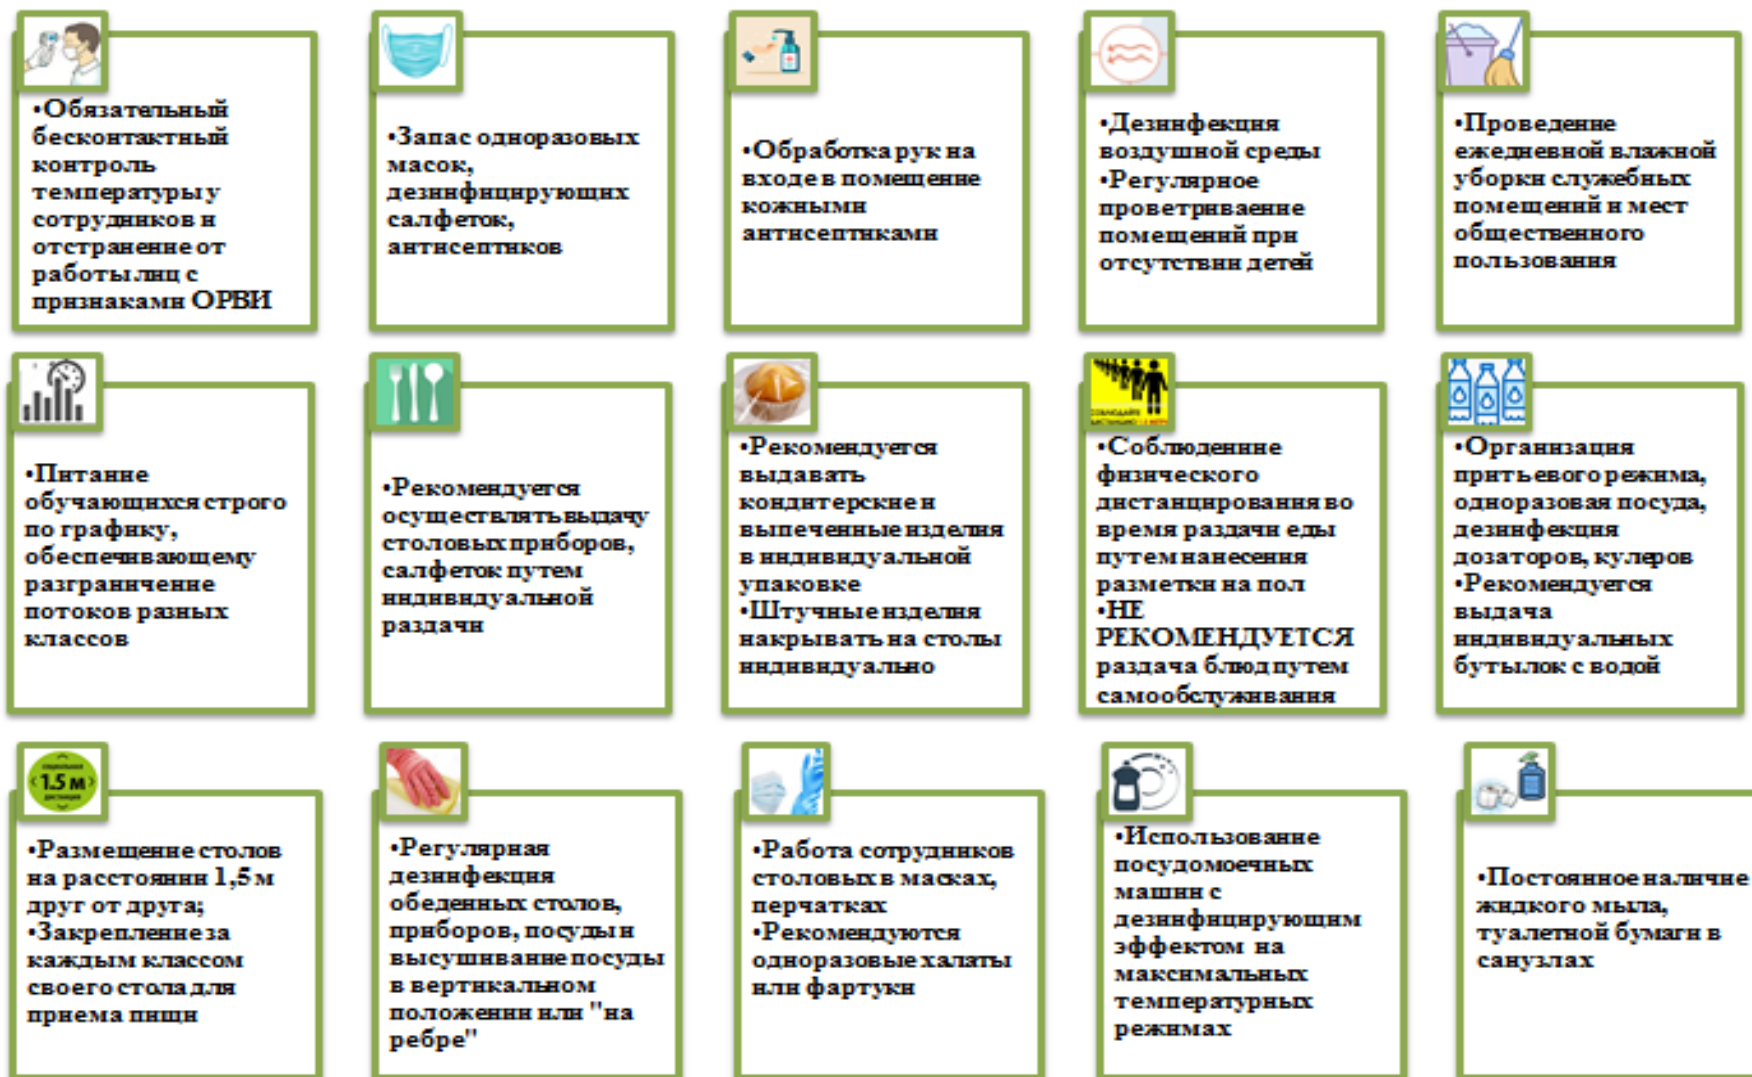 •Обязательный
бесконтактный
контроль
температуры у
сотрудников и
отстранение от
работы лиц с
признаками ОРВИ
•Запас одноразовых
масок,
дезинфицирующих
салфеток,
антисептиков
•Обработка рук на
входе в помещение
кожными
антисептиками
•Дезинфекция
воздушной среды
•Регулярное
проветриваение
помещений при
отсутствии детей
•Проведение
ежедневной влажной
уборки служебных
помещений и мест
общественного
пользования
•Питание
обучающихся строго
по графику,
обеспечивающему
разграничение
потоков разных
классов
•Рекомендуется
осуществлять выдачу
столовых приборов,
салфеток путем
индивидуальной
раздачи
•Рекомендуется
выдавать
кондитерские и
выпеченные изделия
в индивидуальной
упаковке
•Штучные изделия
накрывать на столы
индивидуально
СОБЛЮДАЙТЕ
•Соблюдениие
физического
дистанцирования во
время раздачи еды
путем нанесения
разметки на пол
•НЕ
РЕКОМЕНДУЕТСЯ
раздача блюд путем
самообслуживания
•Организация
притьевого режима,
одноразовая посуда,
дезинфекция
дозаторов, кулеров
•Рекомендуется
выдача
индивидуальных
бутылок с водой
1.5 м
•Размещение столов
на расстоянии 1,5 м
друг от друга;
•Закрепление за
каждым классом
своего стола для
приема пищи
•Регулярная
дезинфекция
обеденных столов,
приборов, посуды и
высушивание посуды
в вертикальном
положении или "на
ребре"
•Работа сотрудников
столовых в масках,
перчатках
•Рекомендуются
одноразовые халаты
или фартуки
•Использование
посудомоечных
машин с
дезинфицирующим
эффектом на
максимальных
температурных
режимах
•Постоянное наличие
жидкого мыла,
туалетной бумаги в
санузлах